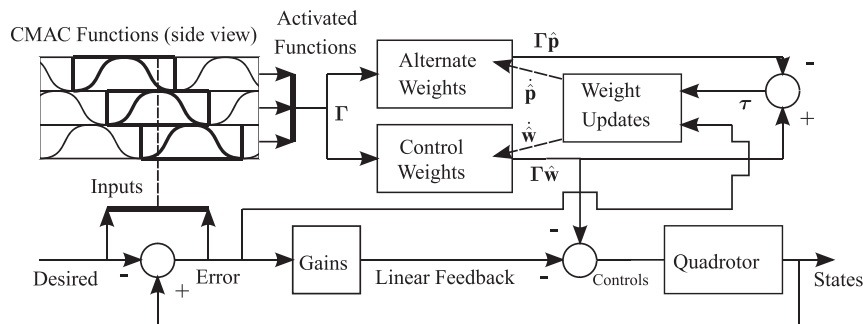 CMAC Functions (side view)
Activated
Functions
Alternate
Weights
Γp̂
-
Weight
Updates
τ
+
Γ
p̂̇
ŵ̇
Control
Weights
Γŵ
Inputs
-
Desired
-
+
Error
Gains
Linear Feedback
-
Controls
Quadrotor
States